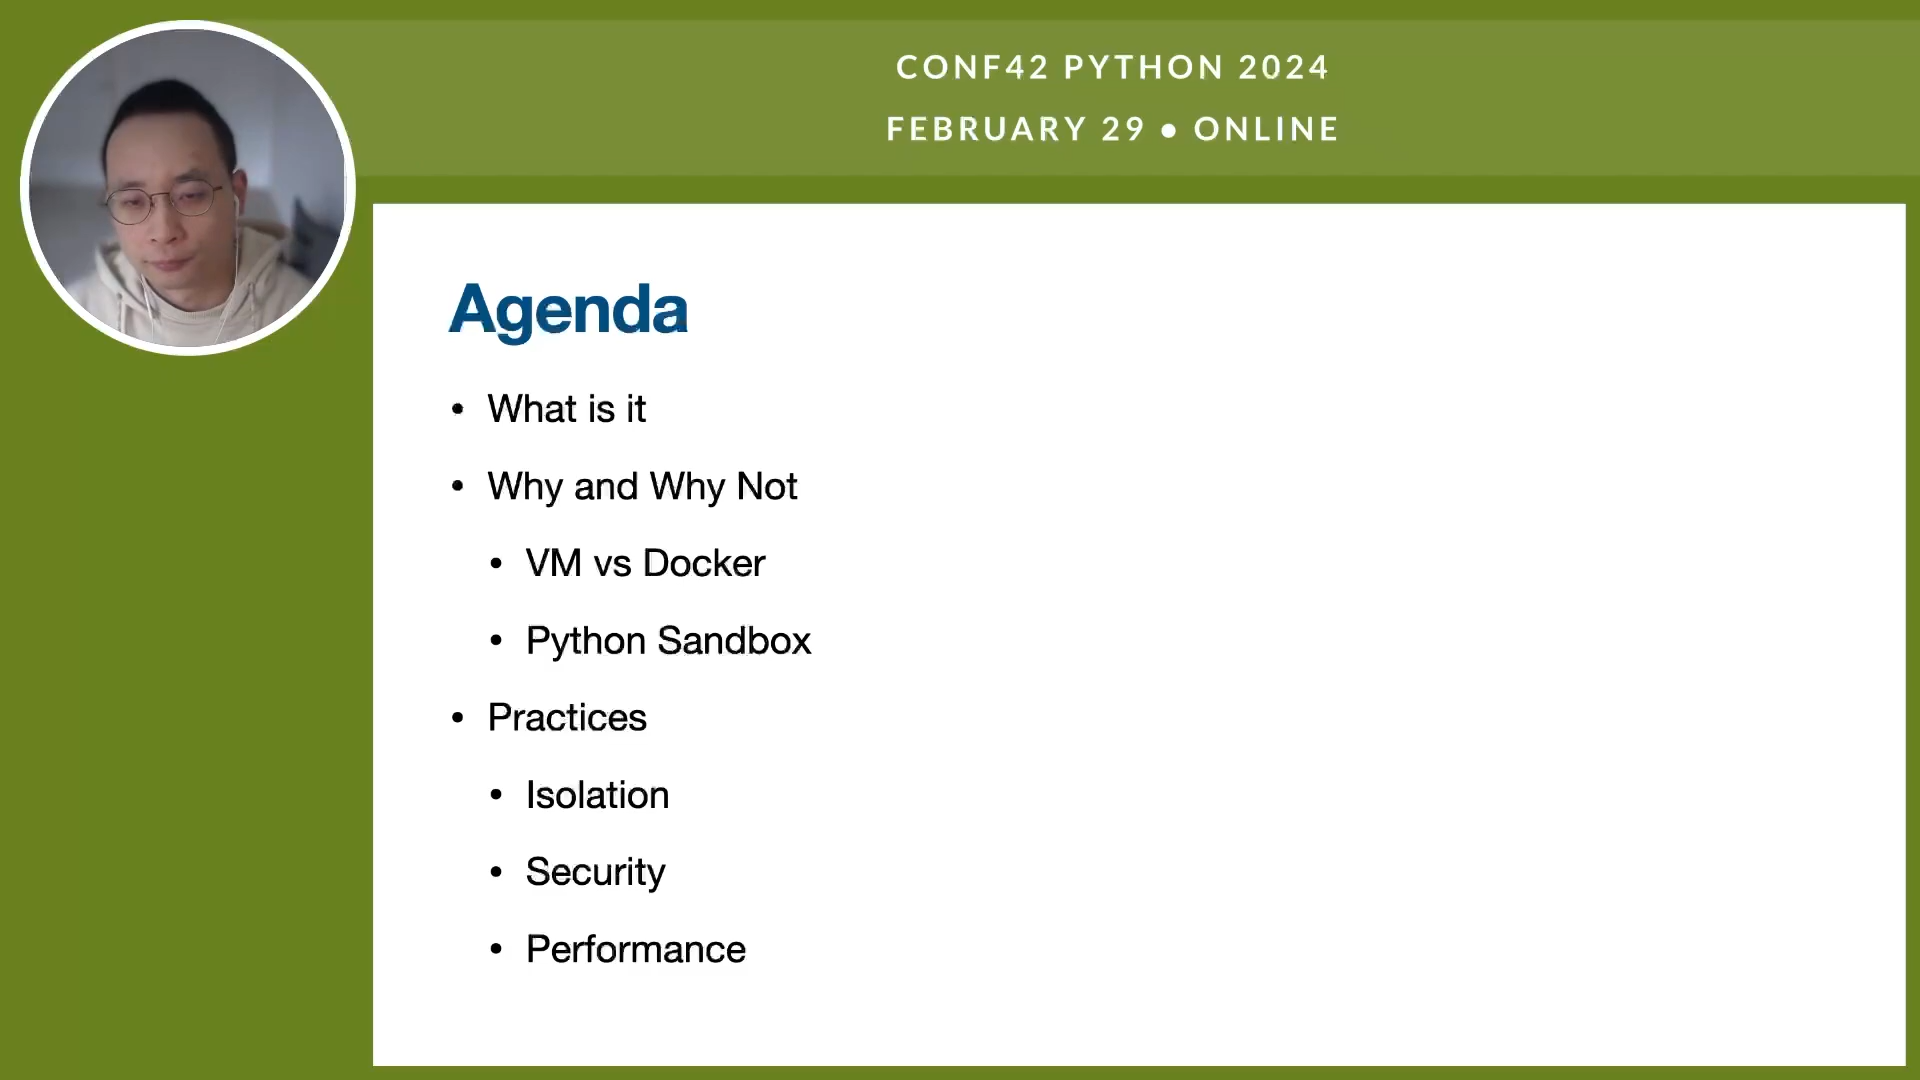 CONF42 PYTHON 2024
FEBRUARY 29 • ONLINE
Agenda
• What is it
• Why and Why Not
• VM vs Docker
• Python Sandbox
• Practices
• Isolation
• Security
• Performance